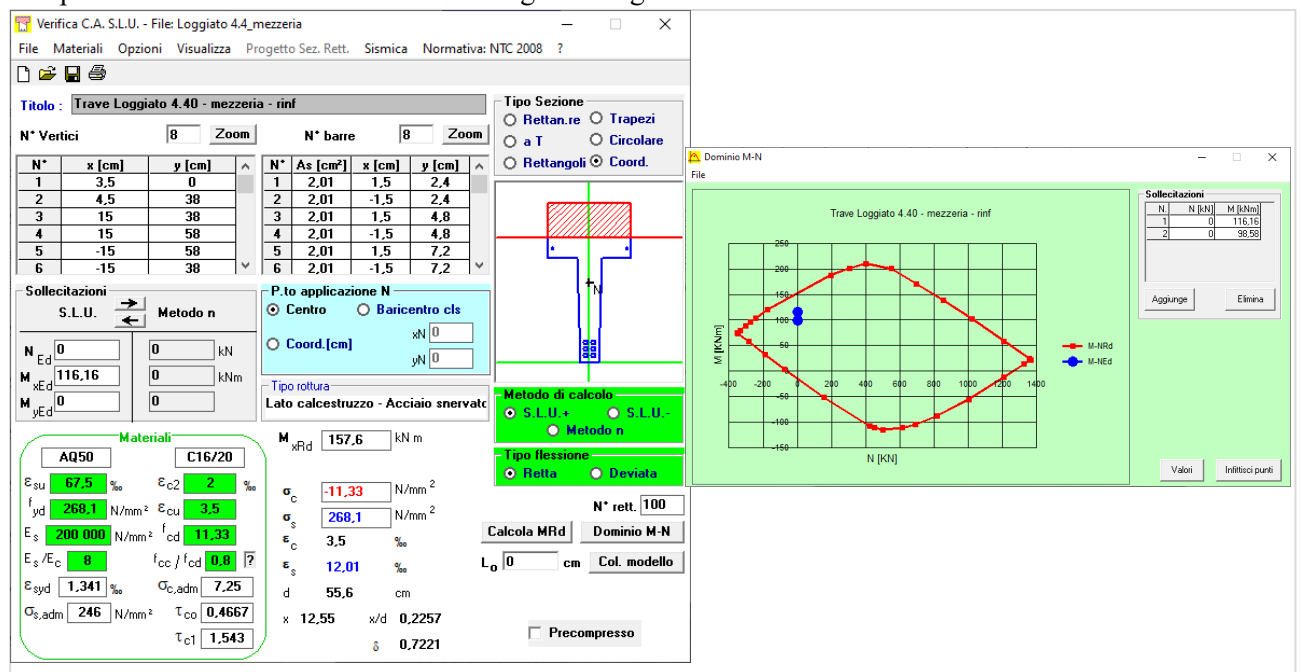 Verifica C.A. S.L.U. - File: Loggiato 4.4_mezzeria
File Materiali Opzioni Visualizza Progetto Sez. Rett. Sismica Normativa: NTC 2008 ?
Titolo : Trave Loggiato 4.40 - mezzeria - rinf
N° Vertici 8 Zoom N° barre 8 Zoom
N° x [cm] y [cm]
1 3,5 0
2 4,5 38
3 15 38
4 15 58
5 -15 58
6 -15 38
N° As [cm²] x [cm] y [cm]
1 2,01 1,5 2,4
2 2,01 -1,5 2,4
3 2,01 1,5 4,8
4 2,01 -1,5 4,8
5 2,01 1,5 7,2
6 2,01 -1,5 7,2
Tipo Sezione
Rettan.re Trapezi
a T Circolare
Rettangoli Coord.
N
Sollecitazioni
S.L.U. Metodo n
N Ed 0 0 kN
M xEd 116,16 0 kNm
M yEd 0 0
P.to applicazione N
Centro Baricentro cls
Coord.[cm] xN 0
yN 0
Tipo rottura
Lato calcestruzzo - Acciaio snervato
Metodo di calcolo
S.L.U.+ S.L.U.-
Metodo n
Tipo flessione
Retta Deviata
Materiali
AQ50 C16/20
εsu 67,5 ‰ εc2 2 ‰
fyd 268,1 N/mm² εcu 3,5
Es 200 000 N/mm² fcd 11,33
Es/Ec 8 fcc / fcd 0,8 ?
εsyd 1,341 ‰ σc,adm 7,25
σs,adm 246 N/mm² τco 0,4667
τc1 1,543
M xRd 157,6 kN m
σc -11,33 N/mm²
σs 268,1 N/mm²
εc 3,5 ‰
εs 12,01 ‰
d 55,6 cm
x 12,55 x/d 0,2257
δ 0,7221
N° rett. 100
Calcola MRd Dominio M-N
L₀ 0 cm Col. modello
Precompresso
Dominio M-N
File
Trave Loggiato 4.40 - mezzeria - rinf
M [KNm]
250
200
150
100
50
-50
-100
-150
-400 -200 0 200 400 600 800 1000 1200 1400
N [KN]
M-NRd
M-NEd
Sollecitazioni
N. N [kN] M [kNm]
1 0 116,16
2 0 98,58
Aggiunge Elimina
Valori Infittisci punti